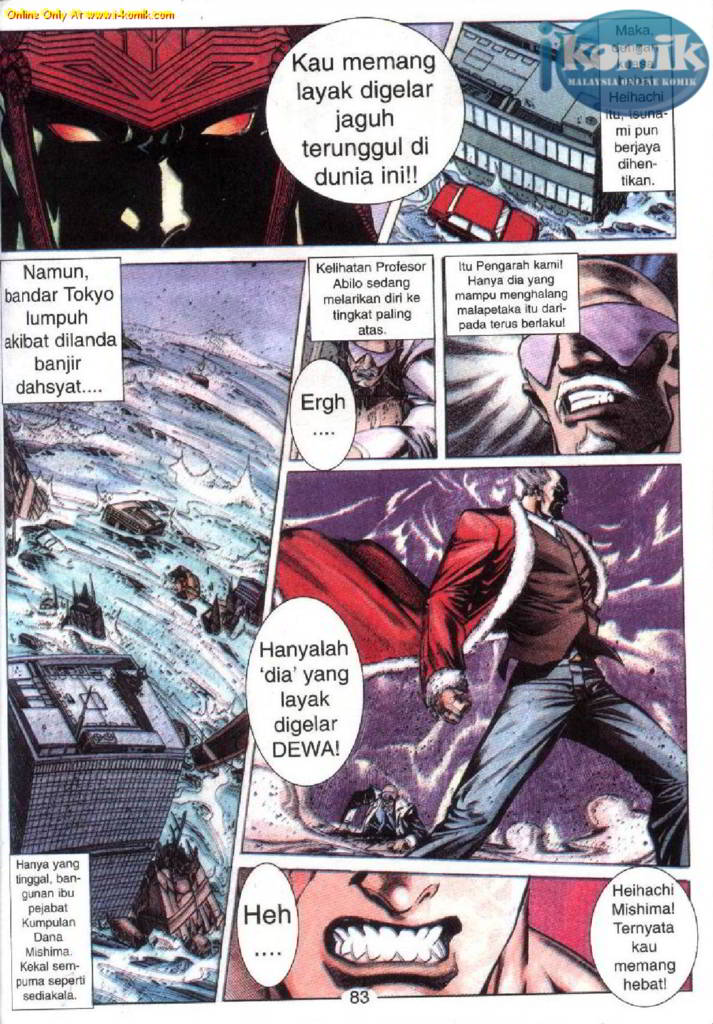 Online Only At www.i-komik.com
Kau memang
layak digelar
jaguh
terunggul di
dunia ini!!
ikomik
MALAYSIA ONLINE KOMIK
Maka,
dengan
Heihachi
itu, tsuna-
mi pun
berjaya
dihen-
tikan.
Namun,
bandar Tokyo
lumpuh
akibat dilanda
banjir
dahsyat....
Kelihatan Profesor
Abilo sedang
melarikan diri ke
tingkat paling
atas.
Itu Pengarah kami!
Hanya dia yang
mampu menghalang
malapetaka itu dari-
pada terus berlaku!
Ergh
....
Hanyalah
'dia' yang
layak
digelar
DEWA!
Hanya yang
tinggal, ban-
gunan ibu
pejabat
Kumpulan
Dana
Mishima.
Kekal sem-
purna seperti
sediakala.
Heh
....
Heihachi
Mishima!
Ternyata
kau
memang
hebat!
83